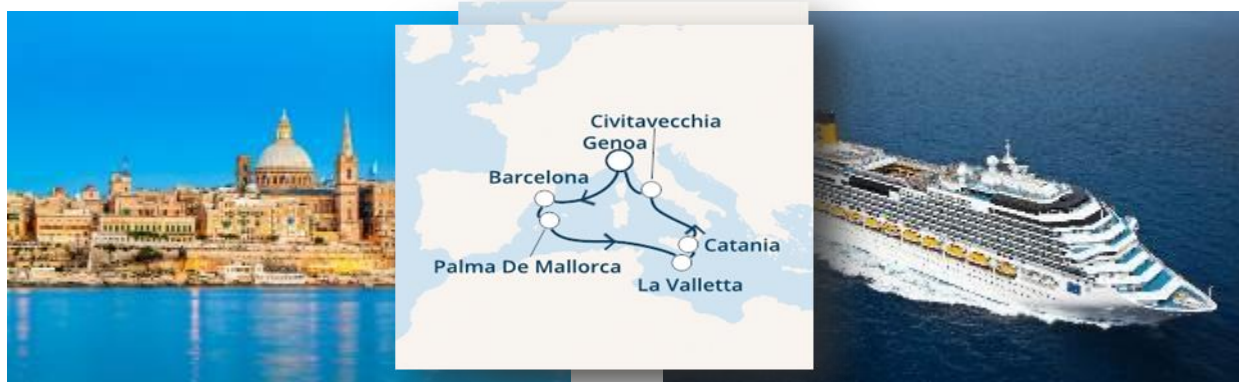 Civitavecchia
Genoa
Barcelona
Catania
Palma De Mallorca
La Valletta